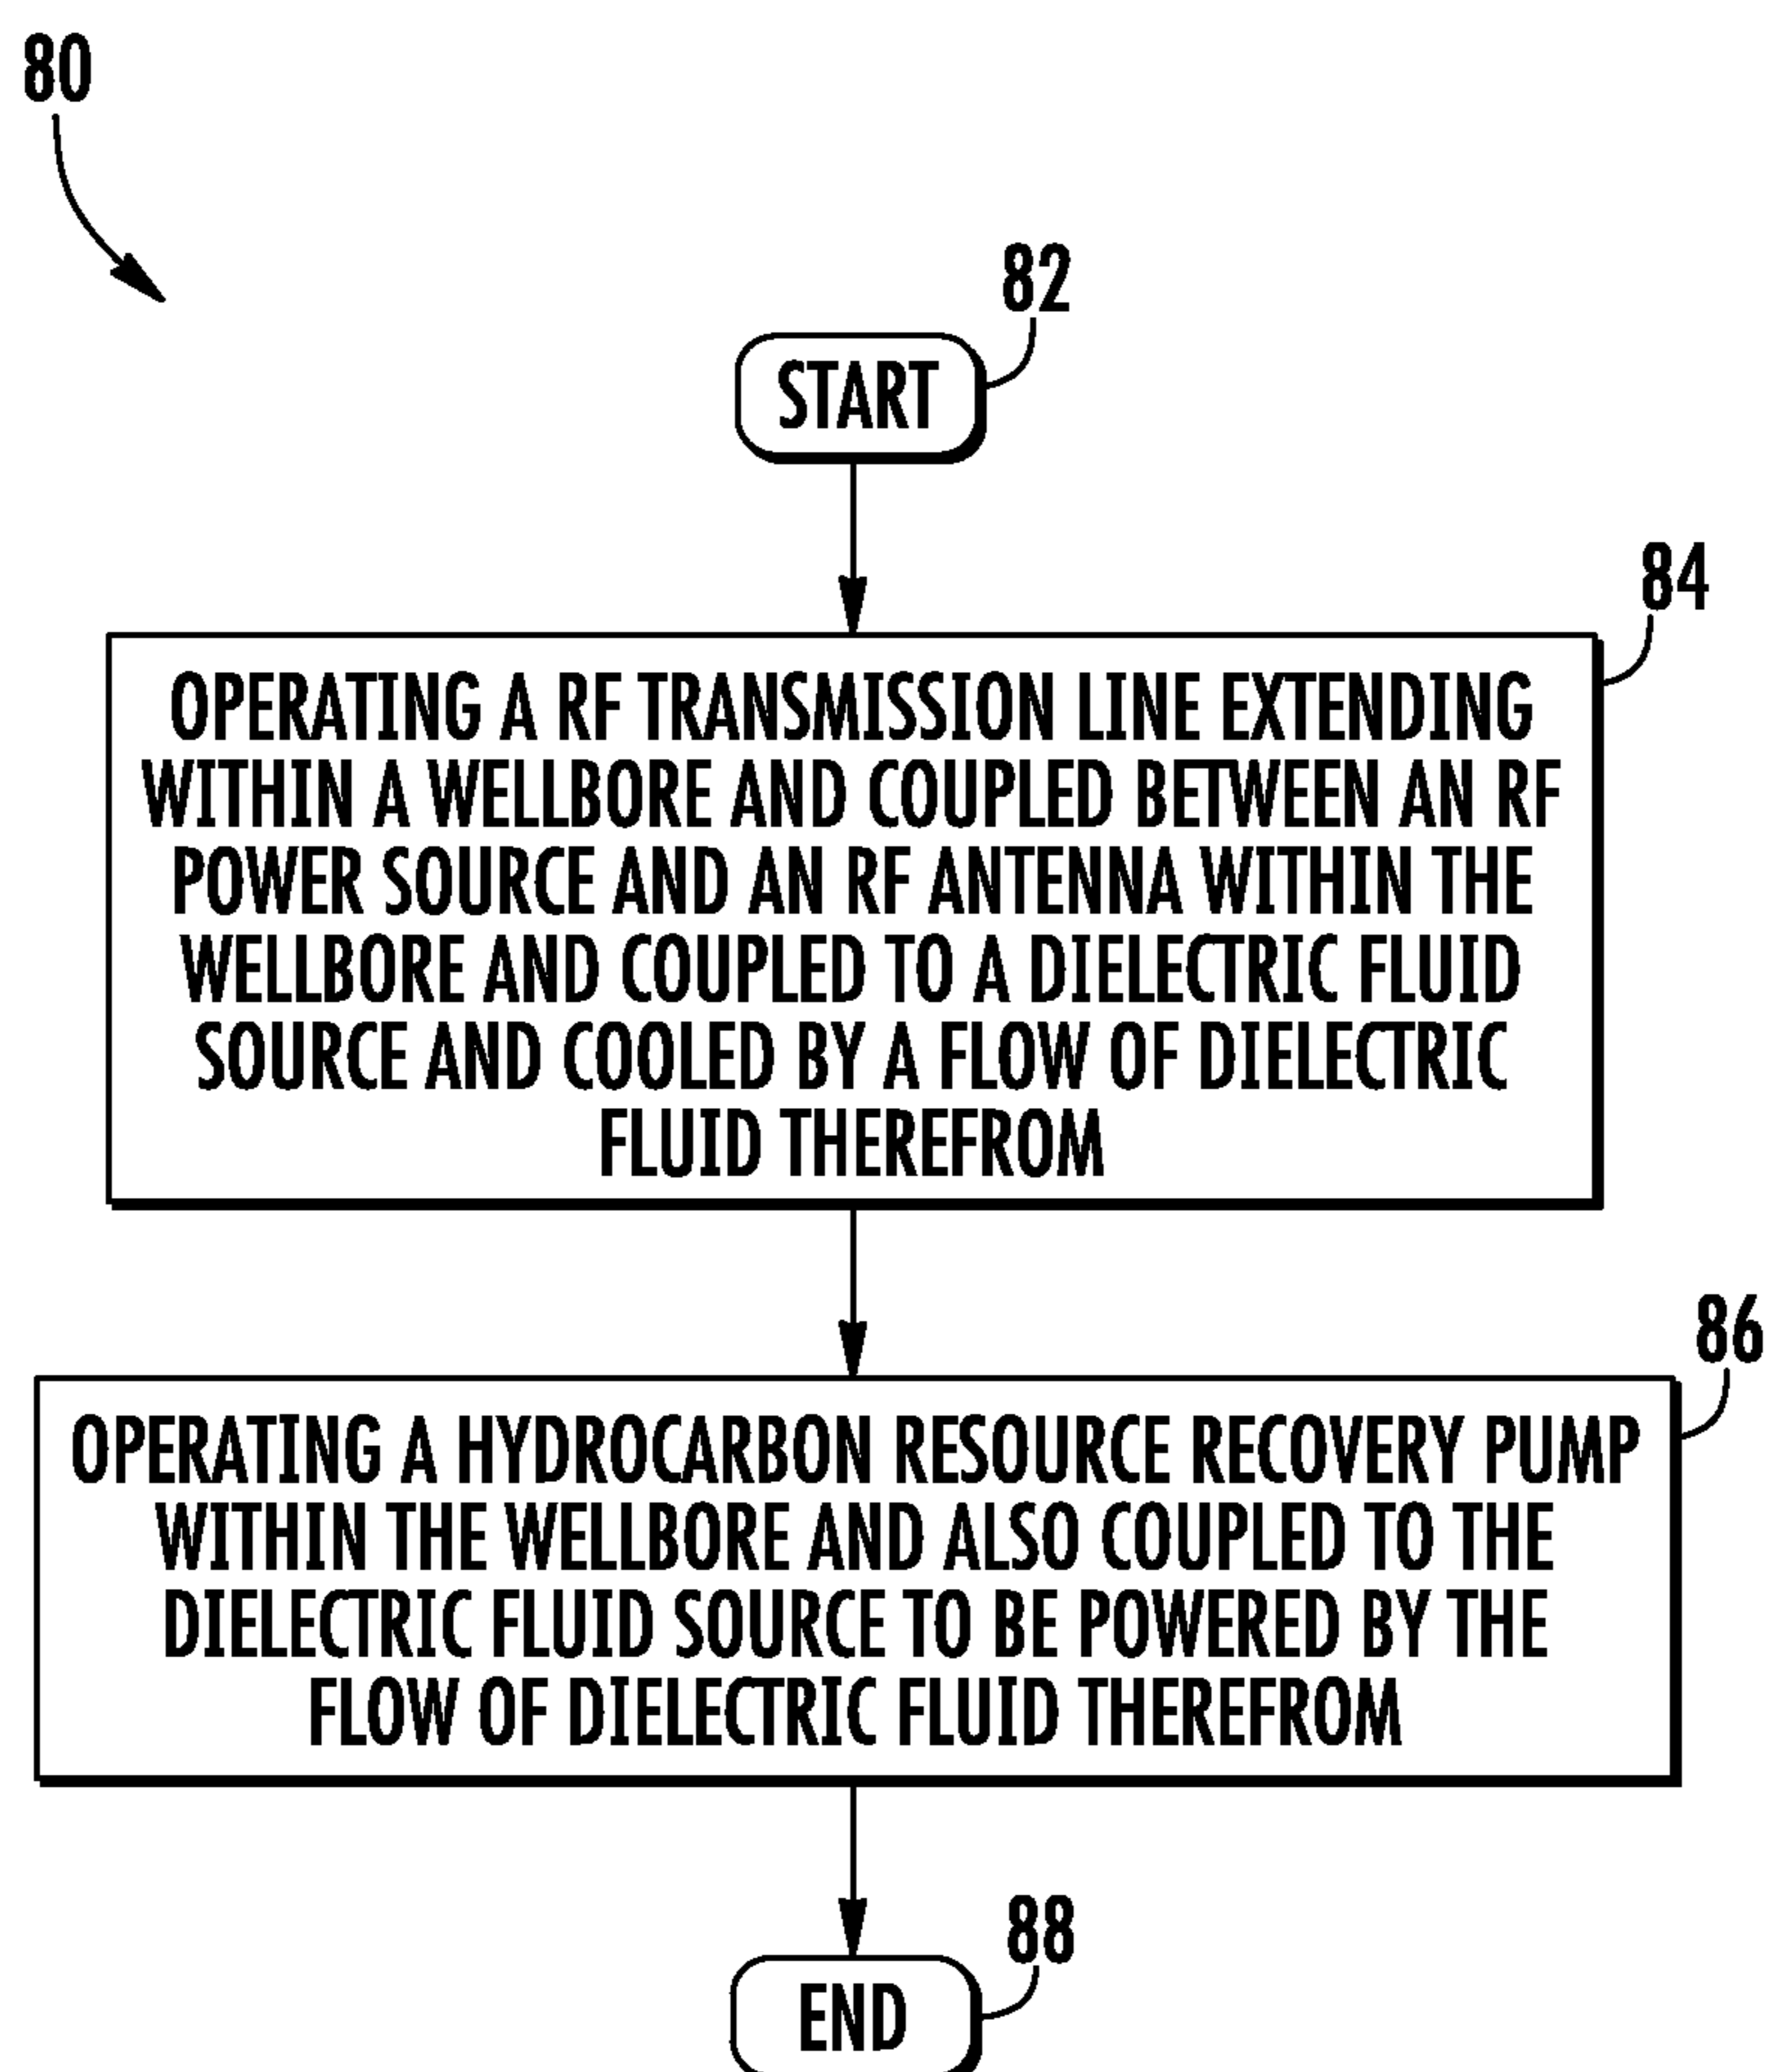 80
82
START
84
OPERATING A RF TRANSMISSION LINE EXTENDING
WITHIN A WELLBORE AND COUPLED BETWEEN AN RF
POWER SOURCE AND AN RF ANTENNA WITHIN THE
WELLBORE AND COUPLED TO A DIELECTRIC FLUID
SOURCE AND COOLED BY A FLOW OF DIELECTRIC
FLUID THEREFROM
86
OPERATING A HYDROCARBON RESOURCE RECOVERY PUMP
WITHIN THE WELLBORE AND ALSO COUPLED TO THE
DIELECTRIC FLUID SOURCE TO BE POWERED BY THE
FLOW OF DIELECTRIC FLUID THEREFROM
88
END